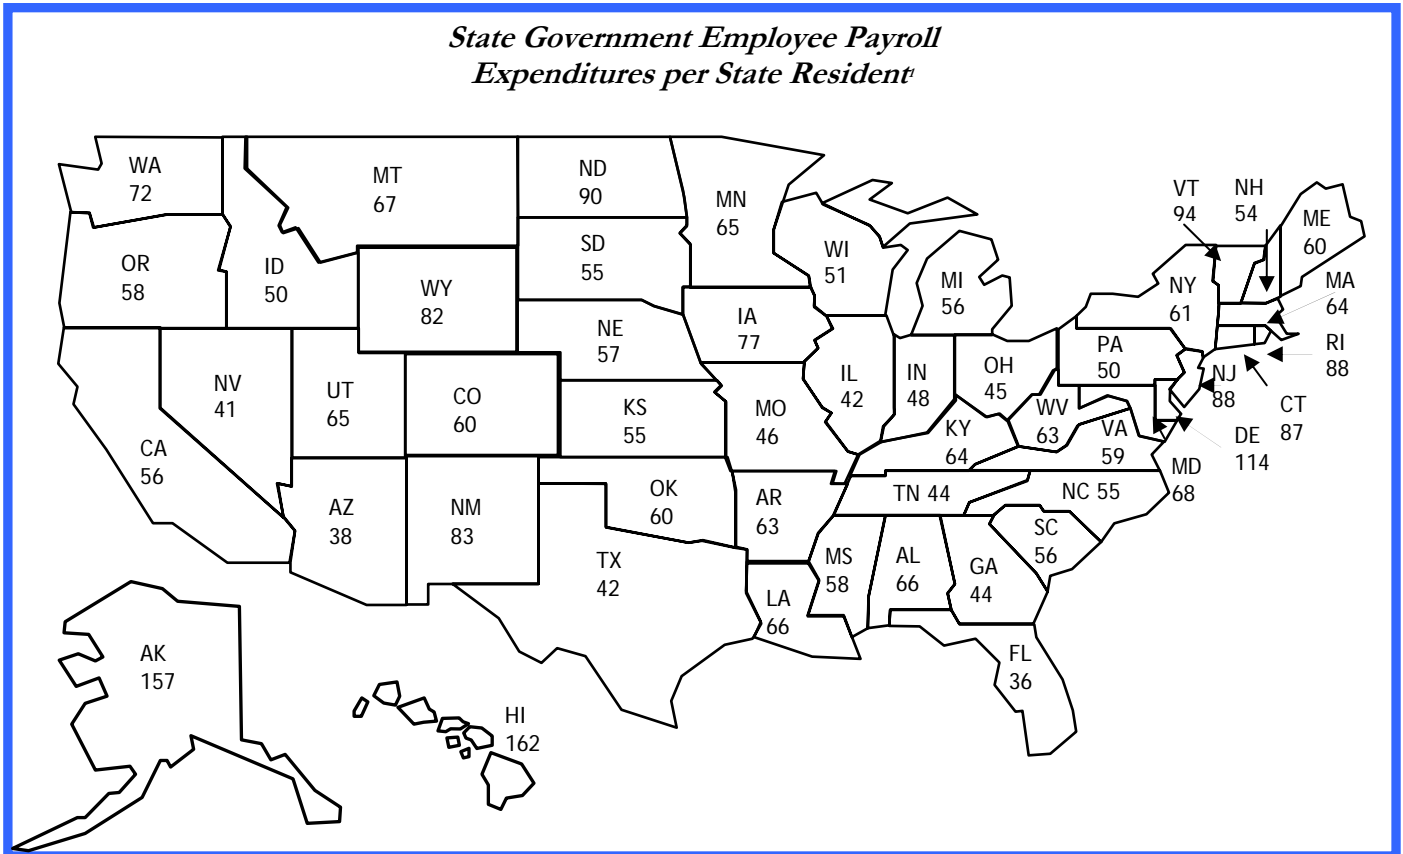 State Government Employee Payroll
Expenditures per State Resident¹
WA
72
MT
67
ND
90
MN
65
VT
94
NH
54
ME
60
OR
58
ID
50
WY
82
SD
55
WI
51
MI
56
NY
61
MA
64
IA
77
NE
57
PA
50
RI
88
NV
41
UT
65
CO
60
KS
55
MO
46
IL
42
IN
48
OH
45
NJ
88
CT
87
WV
63
VA
59
DE
114
CA
56
KY
64
MD
68
AZ
38
NM
83
OK
60
AR
63
TN 44
NC 55
SC
56
TX
42
LA
66
MS
58
AL
66
GA
44
FL
36
AK
157
HI
162